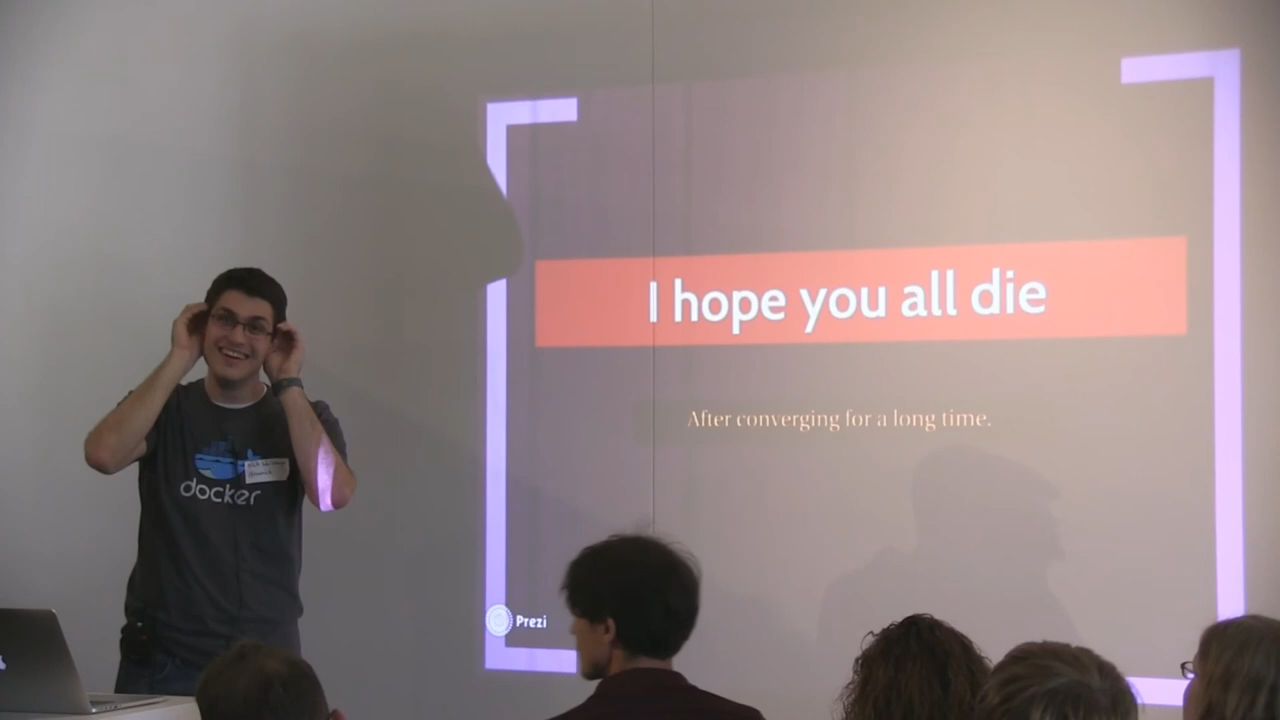 I hope you all die
After converging for a long time.
docker
Prezi